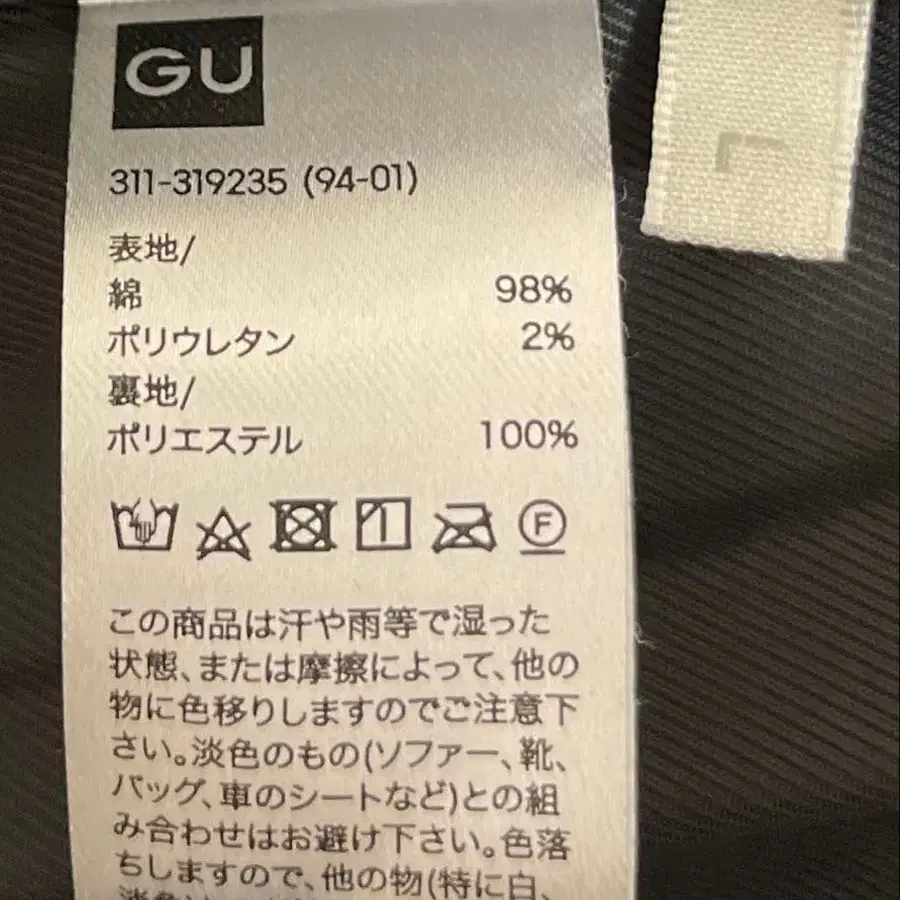 GU
L
311-319235 (94-01)
表地/
綿 98%
ポリウレタン 2%
裏地/
ポリエステル 100%
F
この商品は汗や雨等で湿った
状態、または摩擦によって、他の
物に色移りしますのでご注意下
さい。淡色のもの(ソファー、靴、
バッグ、車のシートなど)との組
み合わせはお避け下さい。色落
ちしますので、他の物(特に白、